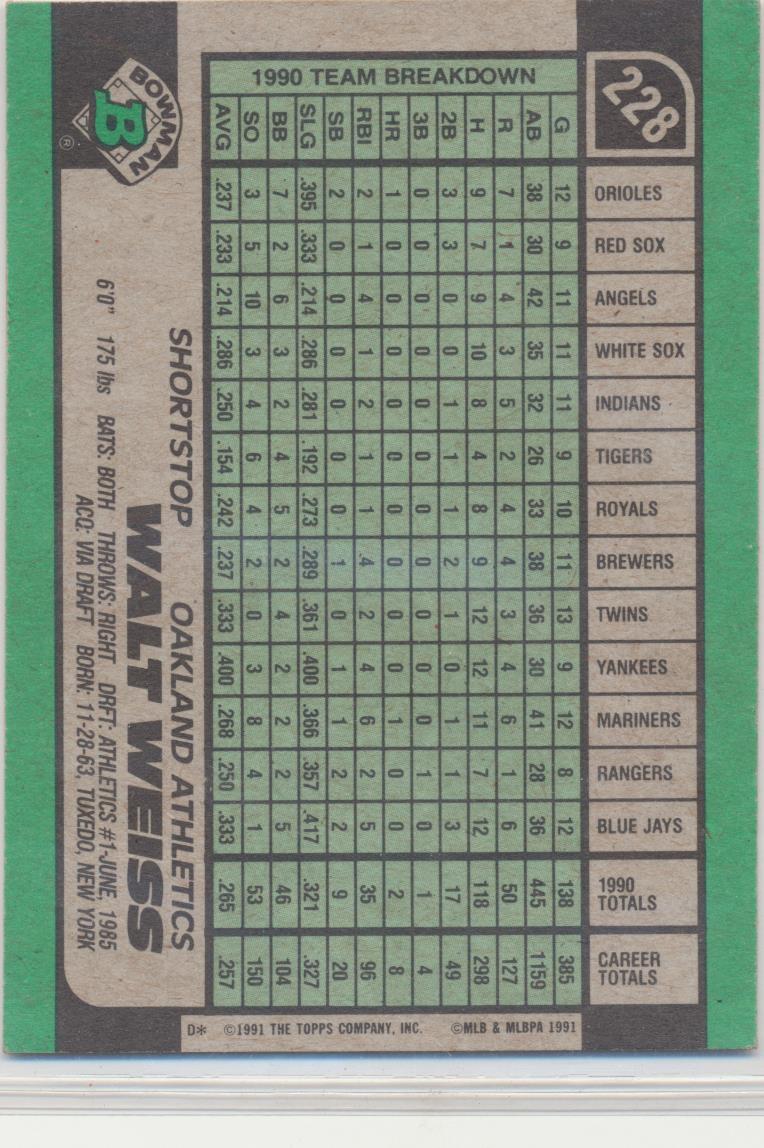 228
1990 TEAM BREAKDOWN
G AB R H 2B 3B HR RBI SB SLG BB SO AVG
ORIOLES 12 38 7 9 3 0 1 2 2 .395 7 3 .237
RED SOX 9 30 1 7 3 0 0 1 0 .333 2 5 .233
ANGELS 11 42 4 9 0 0 0 4 0 .214 6 10 .214
WHITE SOX 11 35 3 10 0 0 0 1 0 .286 3 3 .286
INDIANS 11 32 5 8 1 0 0 2 0 .281 2 4 .250
TIGERS 9 26 2 4 1 0 0 1 0 .192 4 6 .154
ROYALS 10 33 4 8 1 0 0 1 0 .273 5 4 .242
BREWERS 11 38 4 9 2 0 0 4 1 .289 2 2 .237
TWINS 13 36 3 12 1 0 0 2 0 .361 4 0 .333
YANKEES 9 30 4 12 0 0 0 4 1 .400 2 3 .400
MARINERS 12 41 6 11 1 0 1 6 1 .366 2 8 .268
RANGERS 8 28 1 7 1 1 0 2 2 .357 2 4 .250
BLUE JAYS 12 36 6 12 3 0 0 5 2 .417 5 1 .333
1990 TOTALS 138 445 50 118 17 1 2 35 9 .321 46 53 .265
CAREER TOTALS 385 1159 127 298 49 4 8 96 20 .327 104 150 .257
BOWMAN
B
®
SHORTSTOP OAKLAND ATHLETICS
WALT WEISS
6'0" 175 lbs BATS: BOTH THROWS: RIGHT DRFT: ATHLETICS #1-JUNE, 1985
ACQ: VIA DRAFT BORN: 11-28-63, TUXEDO, NEW YORK
D* ©1991 THE TOPPS COMPANY, INC. ©MLB & MLBPA 1991